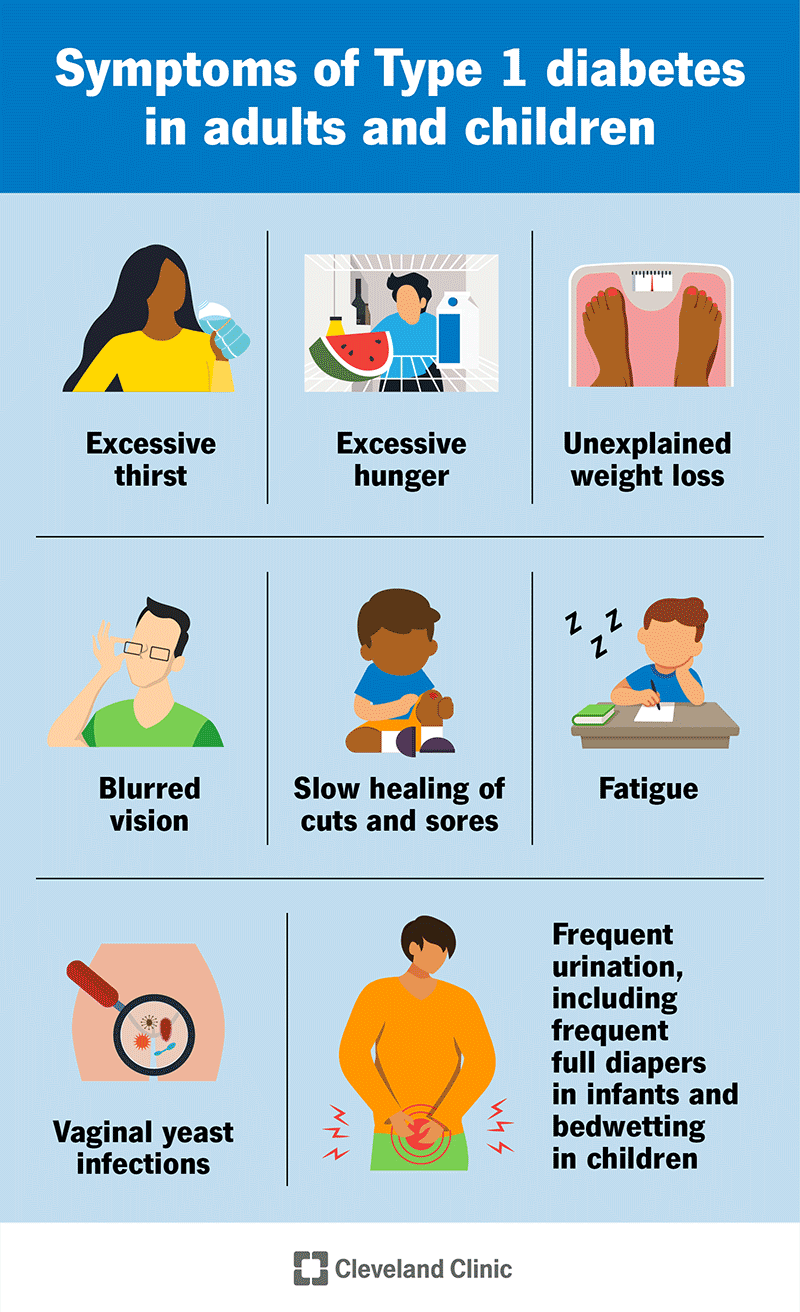 Symptoms of Type 1 diabetes
in adults and children
Excessive
thirst
Excessive
hunger
Unexplained
weight loss
Blurred
vision
Slow healing of
cuts and sores
Z
Z
Z
Fatigue
Vaginal yeast
infections
Frequent
urination,
including
frequent
full diapers
in infants and
bedwetting
in children
Cleveland Clinic